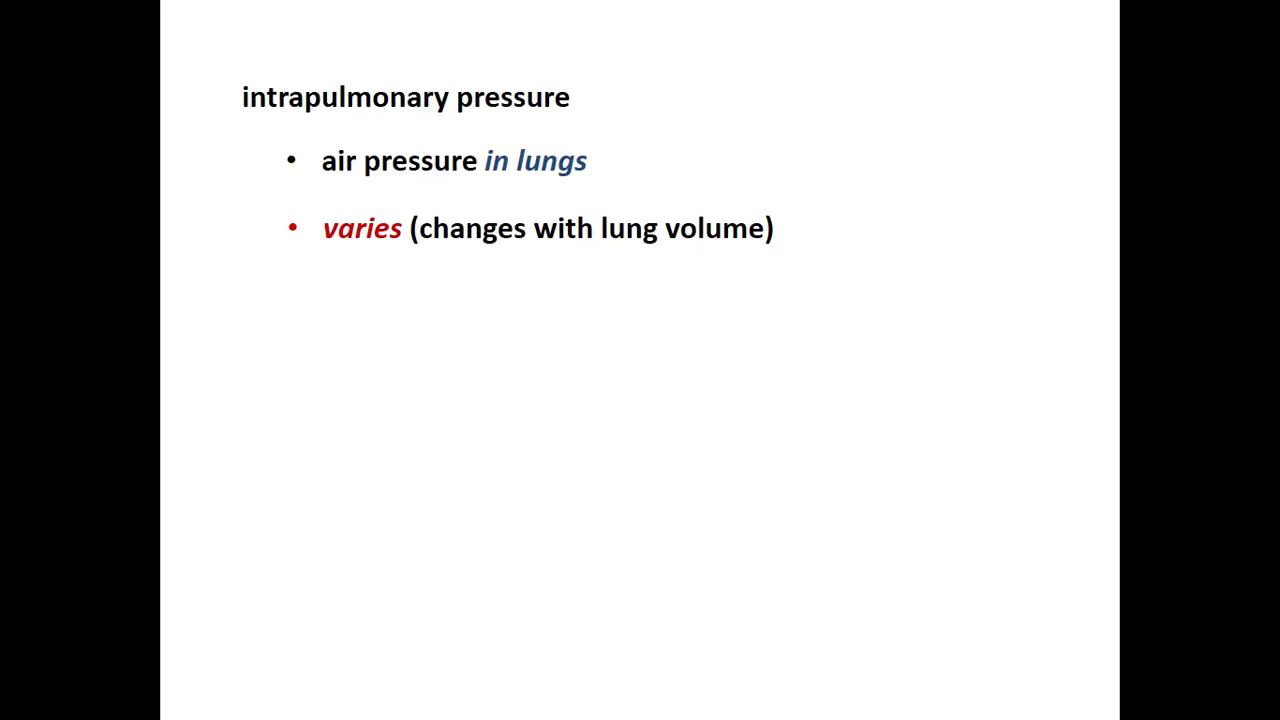 intrapulmonary pressure
• air pressure in lungs
• varies (changes with lung volume)